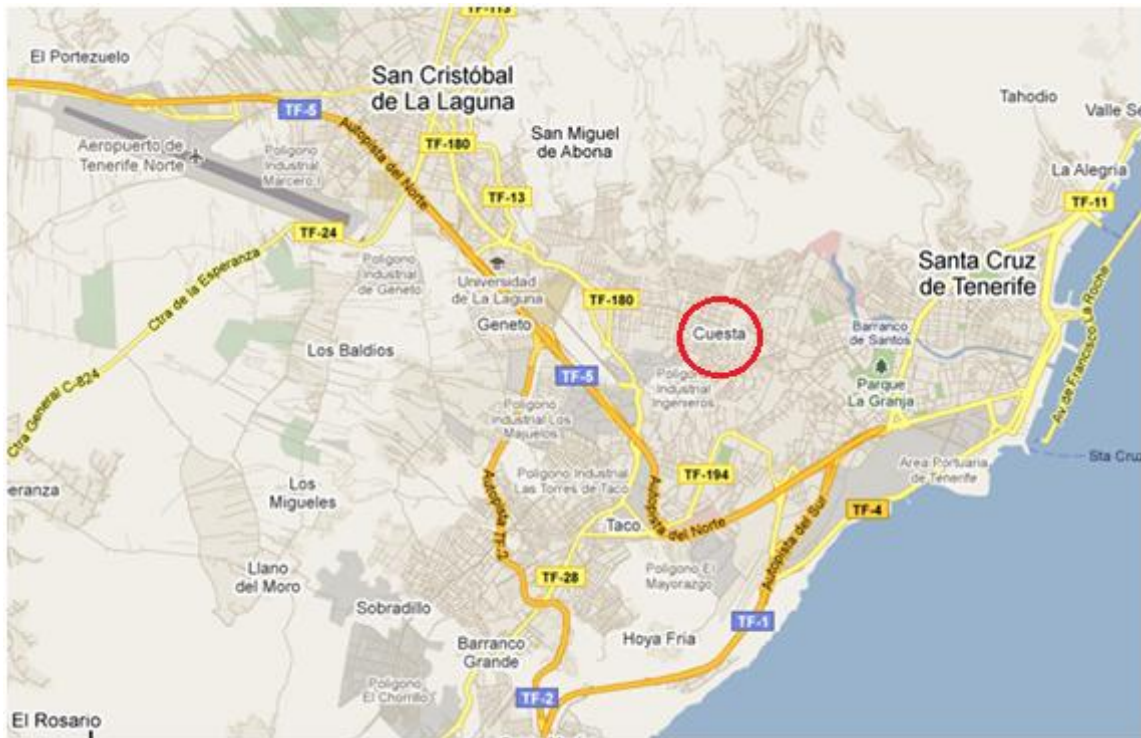 TF-113
El Portezuelo
San Cristóbal
de La Laguna
Tahodio
Valle Se
TF-5
Autopista del Norte
TF-180
San Miguel
de Abona
Aeropuerto de
Tenerife Norte
Poligono
Industrial
Marcero I
La Alegria
TF-13
TF-11
TF-24
Ctra de la Esperanza
Poligono
Industrial
de Geneto
Universidad
de La Laguna
Santa Cruz
de Tenerife
TF-180
Geneto
Cuesta
Barranco
de Santos
Av. de Francisco La Roche
Los Baldios
TF-5
Poligono
Industrial
Ingenieros
Parque
La Granja
Ctra General C-824
Poligono
Industrial Los
Majuelos I
eranza
Los
Migueles
Poligono Industrial
Las Torres de Taco
TF-194
Area Portuaria
de Tenerife
Sta Cruz
Autopista TF-2
Taco
Autopista del Norte
Autopista del Sur
TF-4
Llano
del Moro
TF-28
Poligono El
Mayorazgo
Sobradillo
TF-1
Barranco
Grande
Hoya Fria
Poligono
El Chorrillo
TF-2
El Rosario